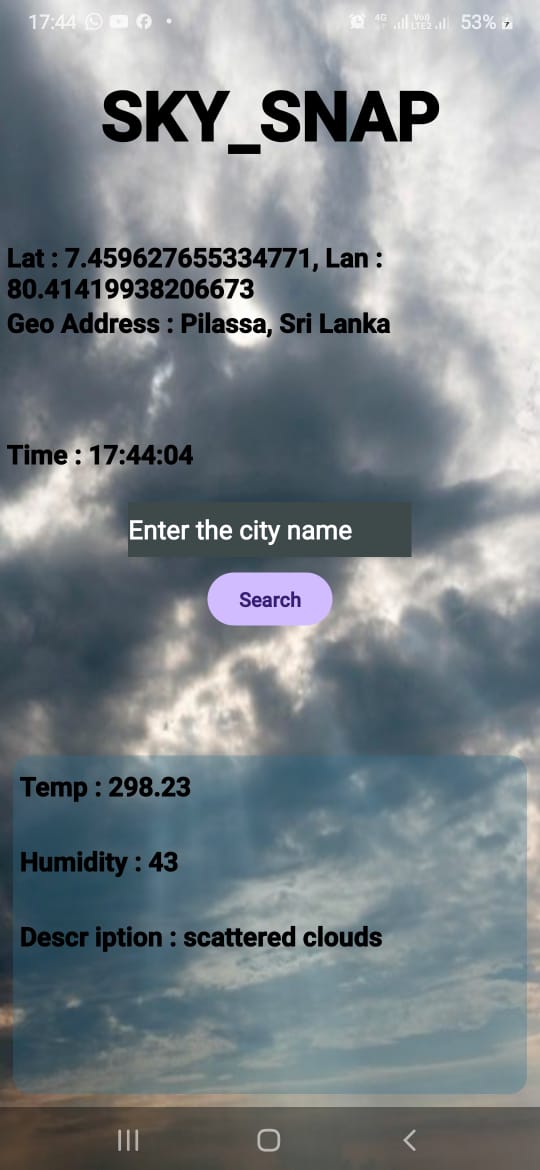 17:44
4G
Vo))
LTE2
53%
SKY_SNAP
Lat : 7.459627655334771, Lan :
80.41419938206673
Geo Address : Pilassa, Sri Lanka
Time : 17:44:04
Enter the city name
Search
Temp : 298.23
Humidity : 43
Descr iption : scattered clouds